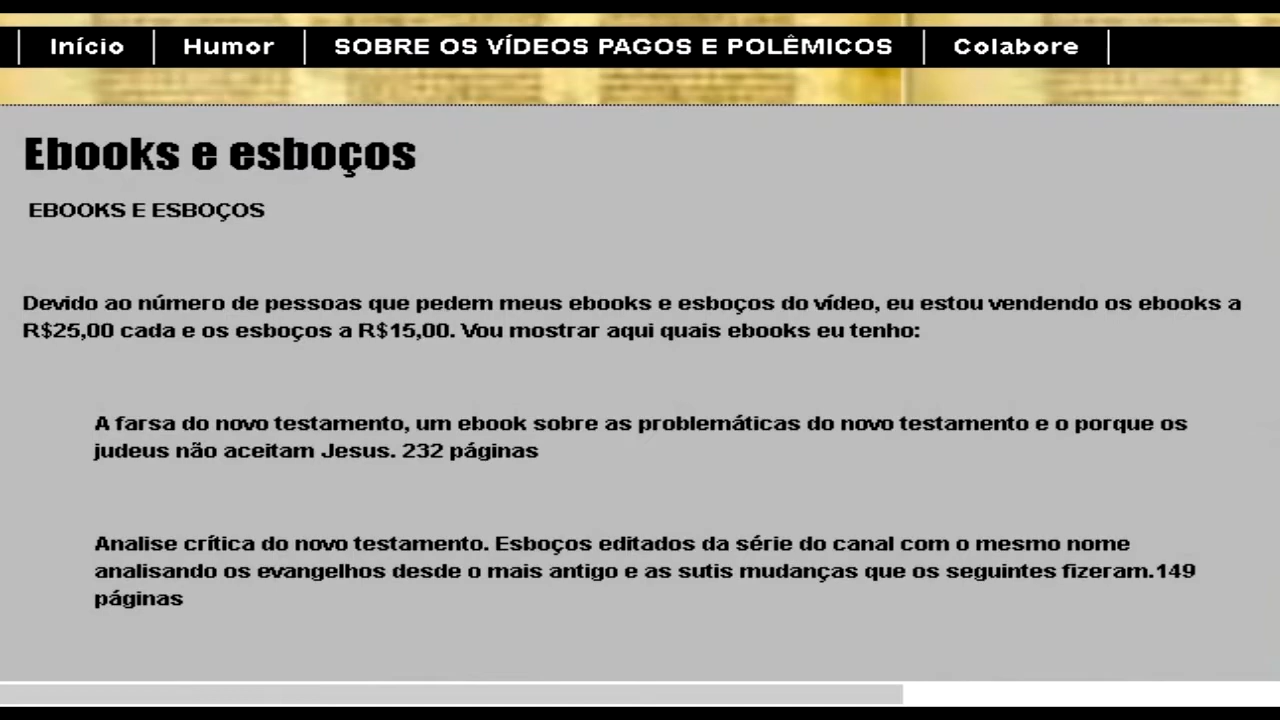 Início Humor SOBRE OS VÍDEOS PAGOS E POLÊMICOS Colabore
Ebooks e esboços
EBOOKS E ESBOÇOS
Devido ao número de pessoas que pedem meus ebooks e esboços do vídeo, eu estou vendendo os ebooks a
R$25,00 cada e os esboços a R$15,00. Vou mostrar aqui quais ebooks eu tenho:
A farsa do novo testamento, um ebook sobre as problemáticas do novo testamento e o porque os
judeus não aceitam Jesus. 232 páginas
Analise crítica do novo testamento. Esboços editados da série do canal com o mesmo nome
analisando os evangelhos desde o mais antigo e as sutis mudanças que os seguintes fizeram.149
páginas